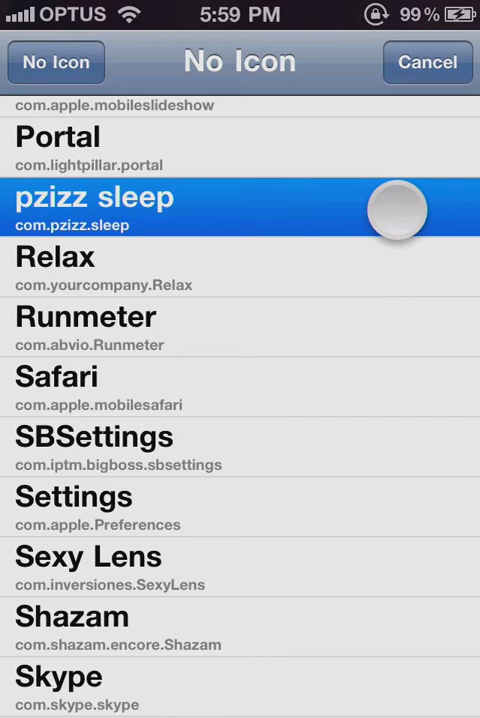 OPTUS 5:59 PM 99%
No Icon No Icon Cancel
com.apple.mobileslideshow
Portal
com.lightpillar.portal
pzizz sleep
com.pzizz.sleep
Relax
com.yourcompany.Relax
Runmeter
com.abvio.Runmeter
Safari
com.apple.mobilesafari
SBSettings
com.iptm.bigboss.sbsettings
Settings
com.apple.Preferences
Sexy Lens
com.inversiones.SexyLens
Shazam
com.shazam.encore.Shazam
Skype
com.skype.skype